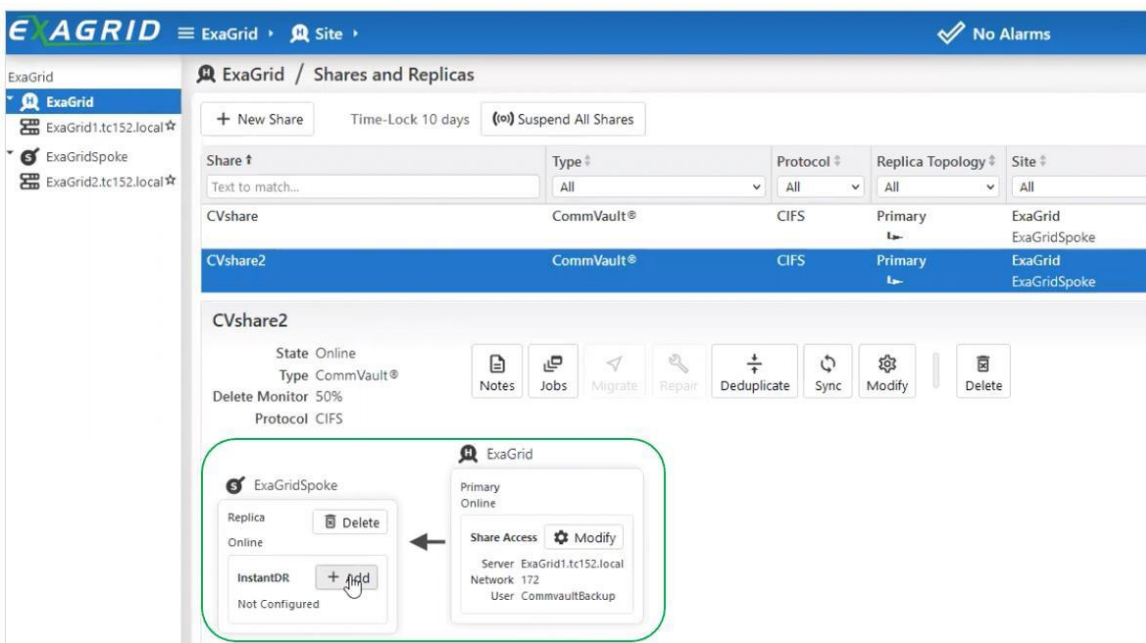 EXAGRID ExaGrid Site No Alarms
ExaGrid
ExaGrid
ExaGrid1.tc152.local
ExaGridSpoke
ExaGrid2.tc152.local
ExaGrid / Shares and Replicas
+ New Share Time-Lock 10 days Suspend All Shares
Share Type Protocol Replica Topology Site
Text to match... All All All All
CVshare CommVault® CIFS Primary ExaGrid
ExaGridSpoke
CVshare2 CommVault® CIFS Primary ExaGrid
ExaGridSpoke
CVshare2
State Online
Type CommVault®
Delete Monitor 50%
Protocol CIFS
Notes Jobs Migrate Repair Deduplicate Sync Modify Delete
ExaGridSpoke
Replica Delete
Online
InstantDR + Add
Not Configured
ExaGrid
Primary
Online
Share Access Modify
Server ExaGrid1.tc152.local
Network 172
User CommvaultBackup